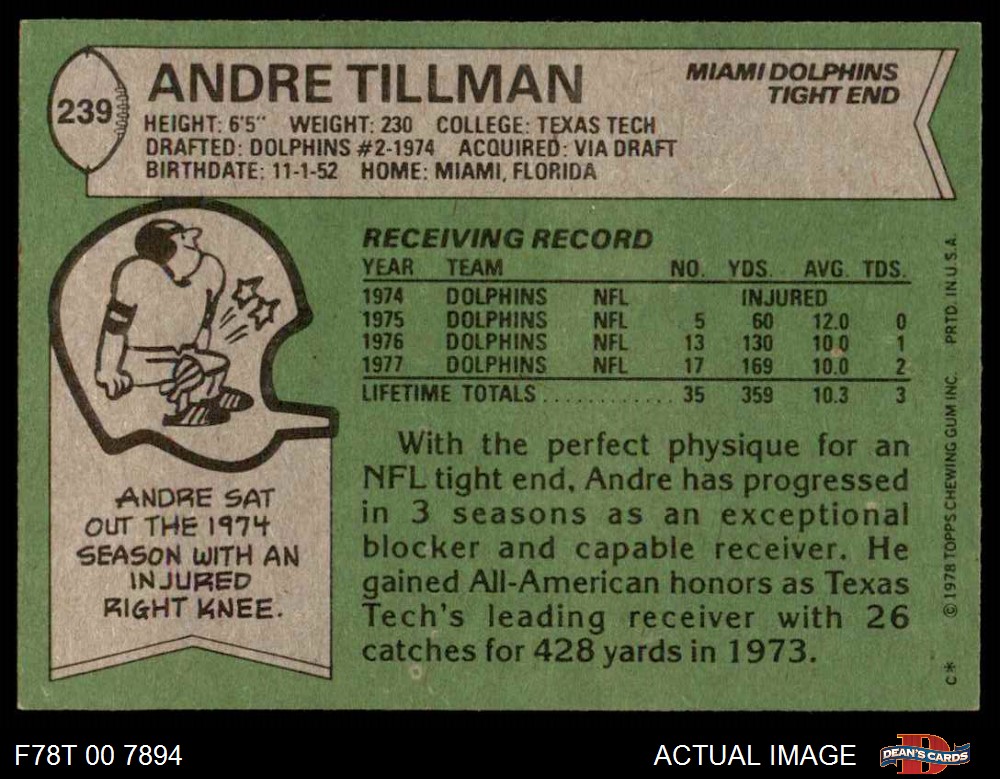 239
ANDRE TILLMAN
MIAMI DOLPHINS
TIGHT END
HEIGHT: 6'5" WEIGHT: 230 COLLEGE: TEXAS TECH
DRAFTED: DOLPHINS #2-1974 ACQUIRED: VIA DRAFT
BIRTHDATE: 11-1-52 HOME: MIAMI, FLORIDA
RECEIVING RECORD
YEAR TEAM NO. YDS. AVG. TDS.
1974 DOLPHINS NFL INJURED
1975 DOLPHINS NFL 5 60 12.0 0
1976 DOLPHINS NFL 13 130 10.0 1
1977 DOLPHINS NFL 17 169 10.0 2
LIFETIME TOTALS ............ 35 359 10.3 3
With the perfect physique for an
NFL tight end, Andre has progressed
in 3 seasons as an exceptional
blocker and capable receiver. He
gained All-American honors as Texas
Tech's leading receiver with 26
catches for 428 yards in 1973.
ANDRE SAT
OUT THE 1974
SEASON WITH AN
INJURED
RIGHT KNEE.
C* © 1978 TOPPS CHEWING GUM INC. PRTD. IN U.S.A.
F78T 00 7894
ACTUAL IMAGE
DEAN'S CARDS